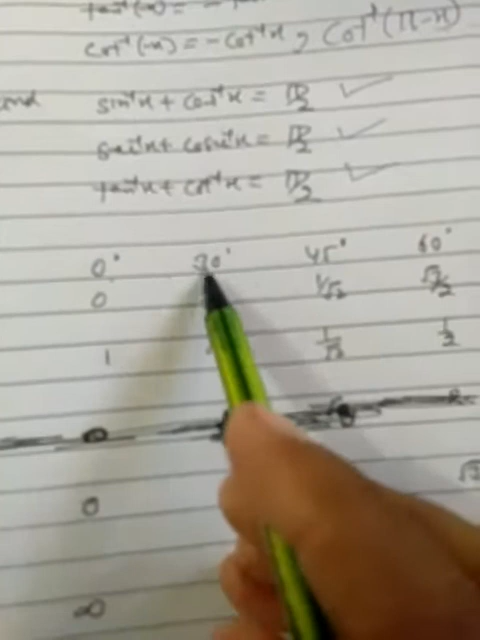 tan⁻¹(-x) = -
cot⁻¹(-x) = -cot⁻¹x, cot⁻¹(π-x)
and sin⁻¹x + cos⁻¹x = π/2 ✓
sec⁻¹x + cosec⁻¹x = π/2 ✓
tan⁻¹x + cot⁻¹x = π/2 ✓
0° 30° 45° 60°
0 1/√2 √3/2
1 1/√2 1/2
0
0
∞